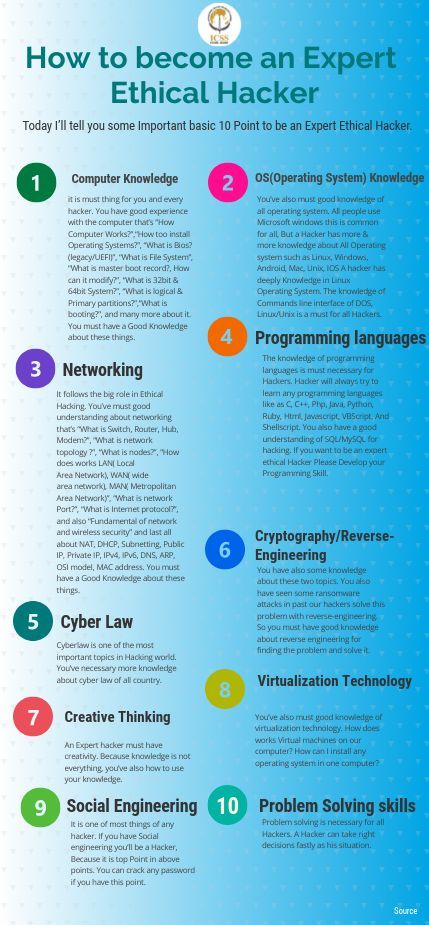 ICSS
How to become an Expert
Ethical Hacker
Today I'll tell you some Important basic 10 Point to be an Expert Ethical Hacker.
1
Computer Knowledge
it is must thing for you and every
hacker. You have good experience
with the computer that's "How
Computer Works?","How too install
Operating Systems?", "What is Bios?
(legacy/UEFI)", "What is File System",
"What is master boot record?, How
can it modify?", "What is 32bit &
64bit System?", "What is logical &
Primary partitions?","What is
booting?", and many more about it.
You must have a Good Knowledge
about these things.
2
OS(Operating System) Knowledge
You've also must good knowledge of
all operating system. All people use
Microsoft windows this is common
for all, But a Hacker has more &
more knowledge about All Operating
system such as Linux, Windows,
Android, Mac, Unix, IOS A hacker has
deeply Knowledge in Linux
Operating System. The knowledge of
Commands line interface of DOS,
Linux/Unix is a must for all Hackers.
3
Networking
It follows the big role in Ethical
Hacking. You've must good
understanding about networking
that's "What is Switch, Router, Hub,
Modem?", "What is network
topology ?", "What is nodes?", "How
does works LAN( Local
Area Network), WAN( wide
area network), MAN( Metropolitan
Area Network)", "What is network
Port?", "What is Internet protocol?",
and also "Fundamental of network
and wireless security" and last all
about NAT, DHCP, Subnetting, Public
IP, Private IP, IPv4, IPv6, DNS, ARP,
OSI model, MAC address. You must
have a Good Knowledge about these
things.
4
Programming languages
The knowledge of programming
languages is must necessary for
Hackers. Hacker will always try to
learn any programming languages
like as C, C++, Php, Java, Python,
Ruby, Html, Javascript, VBScript. And
Shellscript. You also have a good
understanding of SQL/MySQL for
hacking. If you want to be an expert
ethical Hacker Please Develop your
Programming Skill.
5
Cyber Law
Cyberlaw is one of the most
important topics in Hacking world.
You've necessary more knowledge
about cyber law of all country.
6
Cryptography/Reverse-
Engineering
You have also some knowledge
about these two topics. You also
have seen some ransomware
attacks in past our hackers solve this
problem with reverse-engineering.
So you must have good knowledge
about reverse engineering for
finding the problem and solve it.
7
Creative Thinking
An Expert hacker must have
creativity. Because knowledge is not
everything, you've also how to use
your knowledge.
8
Virtualization Technology
You've also must good knowledge of
virtualization technology. How does
works Virtual machines on our
computer? How can I install any
operating system in one computer?
9
Social Engineering
It is one of most things of any
hacker. If you have Social
engineering you'll be a Hacker,
Because it is top Point in above
points. You can crack any password
if you have this point.
10
Problem Solving skills
Problem solving is necessary for all
Hackers. A Hacker can take right
decisions fastly as his situation.
Source